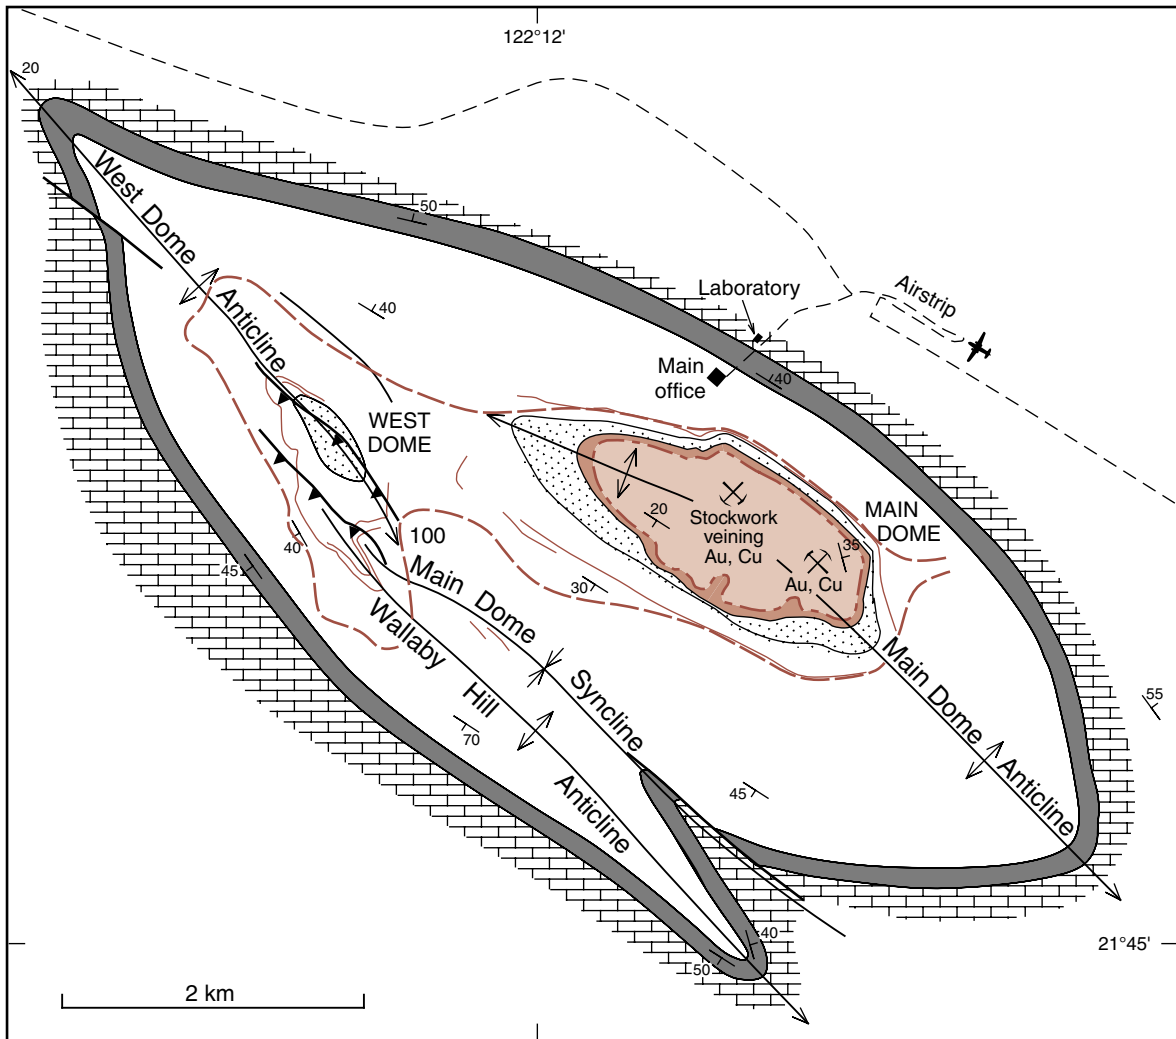 122°12'
20
West Dome
Anticline
50
40
Laboratory
Airstrip
Main
office
40
WEST
DOME
MAIN
DOME
20
Stockwork
veining
Au, Cu
35
Au, Cu
100
40
45
30
Main Dome
Syncline
Wallaby
Hill
Anticline
70
45
Main Dome
Anticline
55
40
50
21°45'
2 km